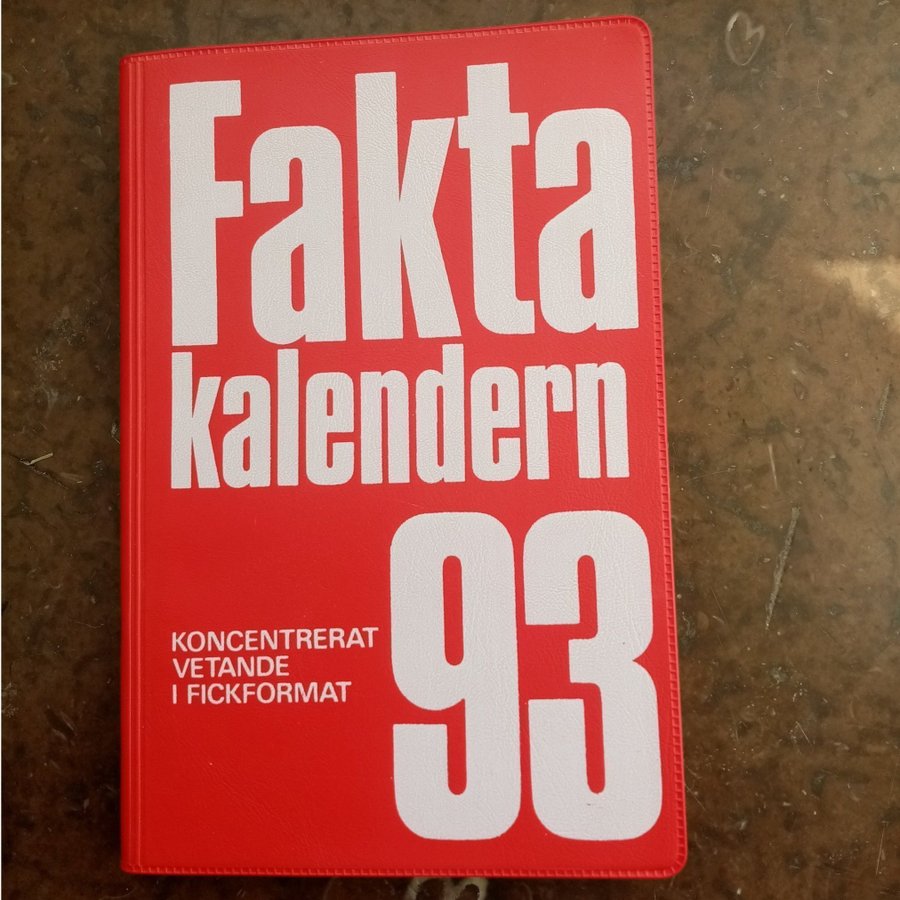 Fakta
kalendern
93
KONCENTRERAT
VETANDE
I FICKFORMAT